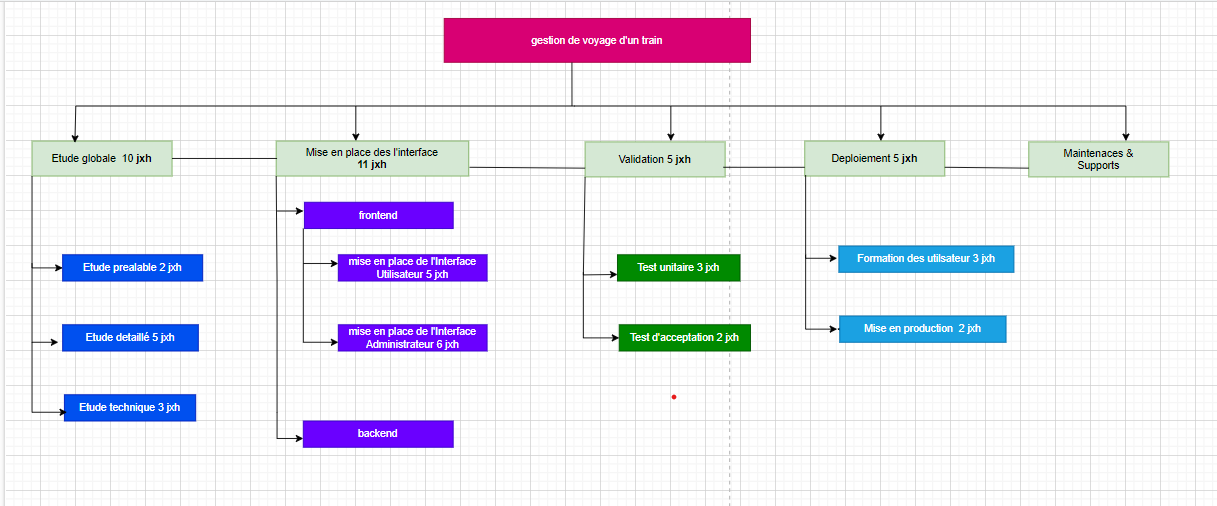 gestion de voyage d'un train
Etude globale 10 jxh
Mise en place des l'interface
11 jxh
Validation 5 jxh
Deploiement 5 jxh
Maintenaces &
Supports
frontend
Etude prealable 2 jxh
mise en place de l'Interface
Utilisateur 5 jxh
Test unitaire 3 jxh
Formation des utilsateur 3 jxh
Etude detaillé 5 jxh
mise en place de l'Interface
Administrateur 6 jxh
Test d'acceptation 2 jxh
Mise en production 2 jxh
Etude technique 3 jxh
backend